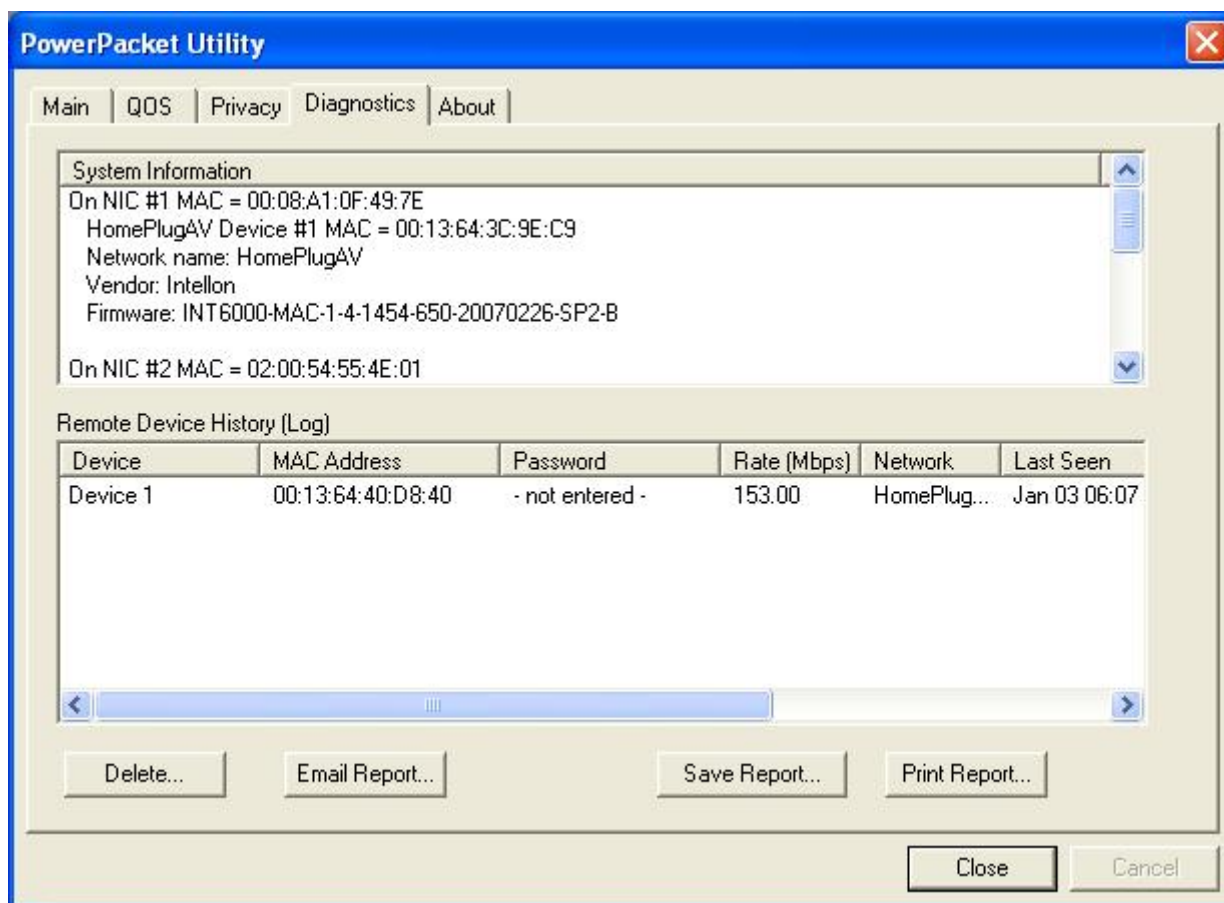 PowerPacket Utility
Main QOS Privacy Diagnostics About
System Information
On NIC #1 MAC = 00:08:A1:0F:49:7E
HomePlugAV Device #1 MAC = 00:13:64:3C:9E:C9
Network name: HomePlugAV
Vendor: Intellon
Firmware: INT6000-MAC-1-4-1454-650-20070226-SP2-B
On NIC #2 MAC = 02:00:54:55:4E:01
Remote Device History (Log)
Device MAC Address Password Rate (Mbps) Network Last Seen
Device 1 00:13:64:40:D8:40 - not entered - 153.00 HomePlug... Jan 03 06:07
Delete... Email Report... Save Report... Print Report...
Close Cancel